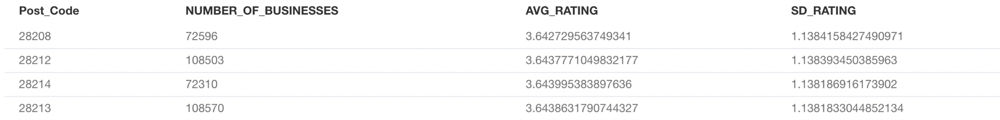 Post_Code NUMBER_OF_BUSINESSES AVG_RATING SD_RATING
28208 72596 3.642729563749341 1.1384158427490971
28212 108503 3.6437771049832177 1.138393450385963
28214 72310 3.643995383897636 1.138186916173902
28213 108570 3.6438631790744327 1.1381833044852134